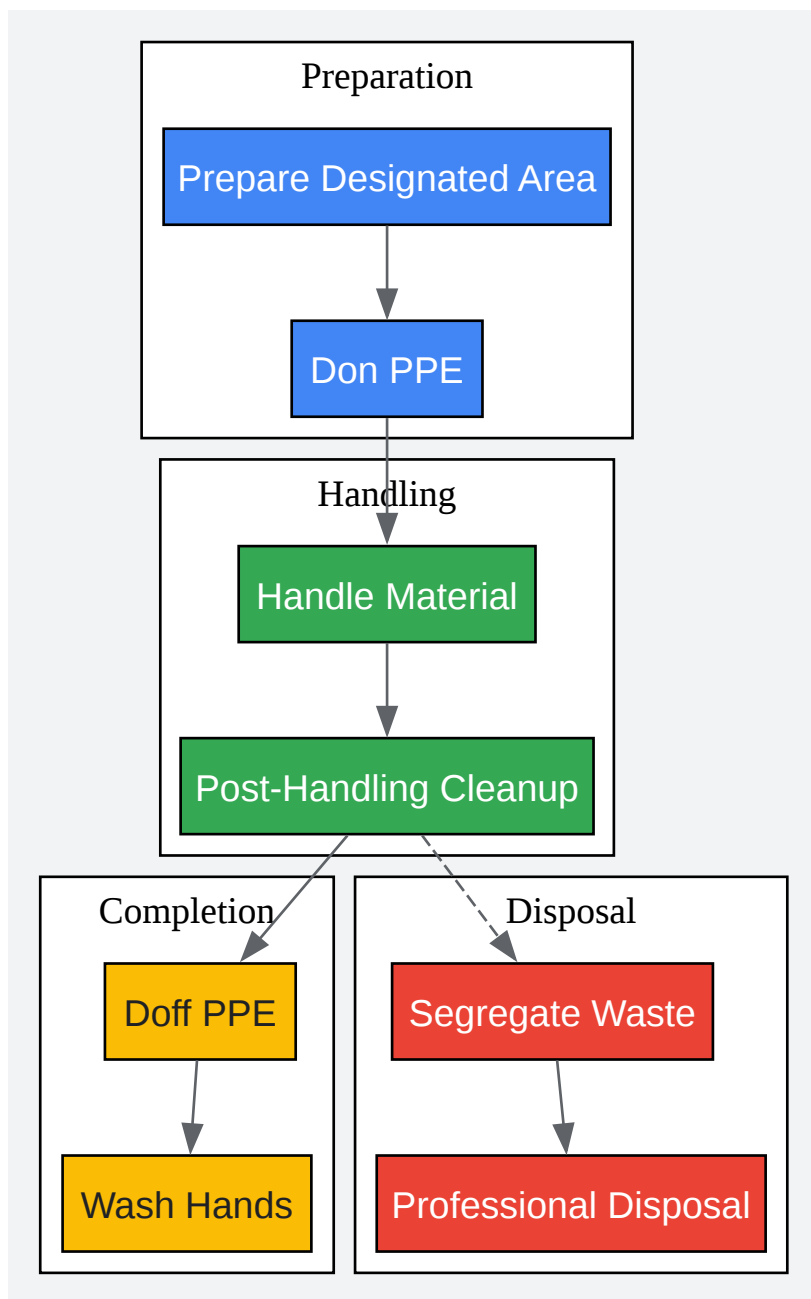 Preparation
Prepare Designated Area
Don PPE
Handling
Handle Material
Post-Handling Cleanup
Completion
Doff PPE
Wash Hands
Disposal
Segregate Waste
Professional Disposal